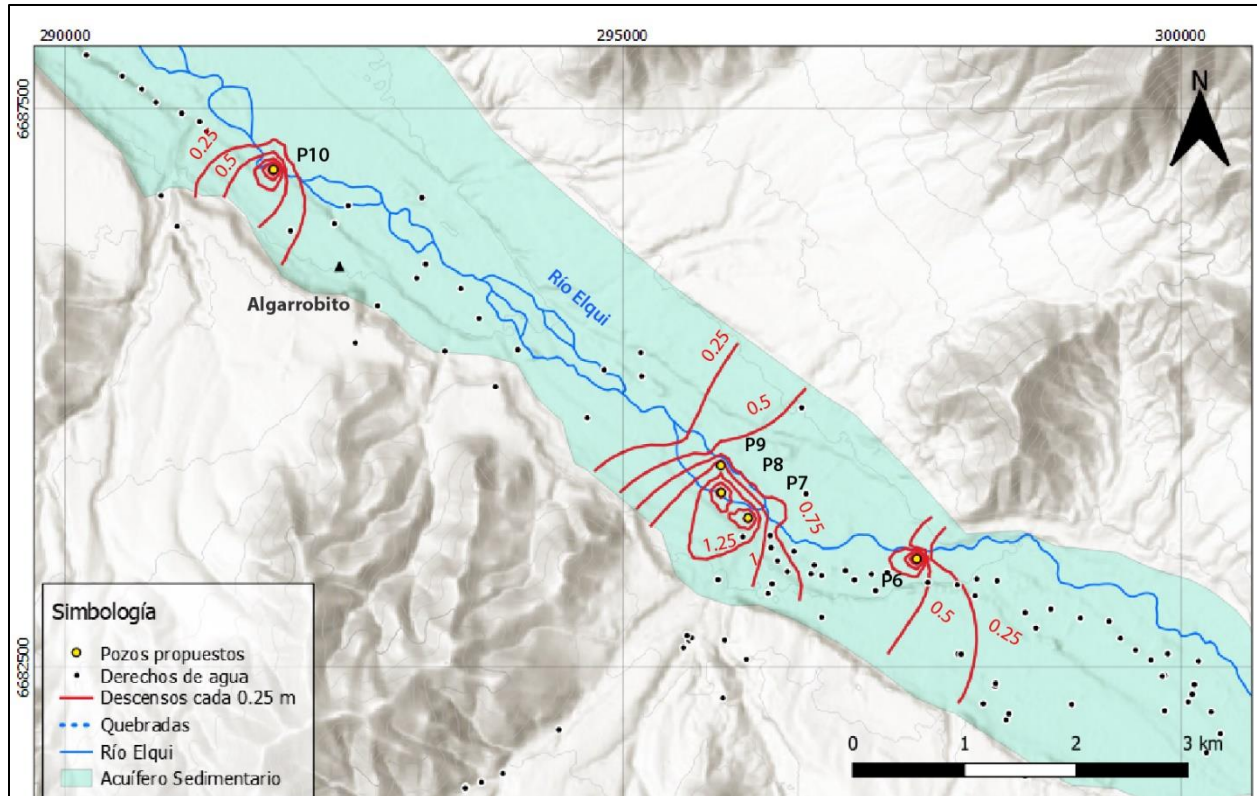 290000
295000
300000
6687500
6682500
N
0.25
0.5
P10
Algarrobito
Río Elqui
0.25
0.5
P9
P8
P7
0.75
1.25
1
P6
0.5
0.25
Simbología
Pozos propuestos
Derechos de agua
Descensos cada 0.25 m
Quebradas
Río Elqui
Acuífero Sedimentario
0 1 2 3 km